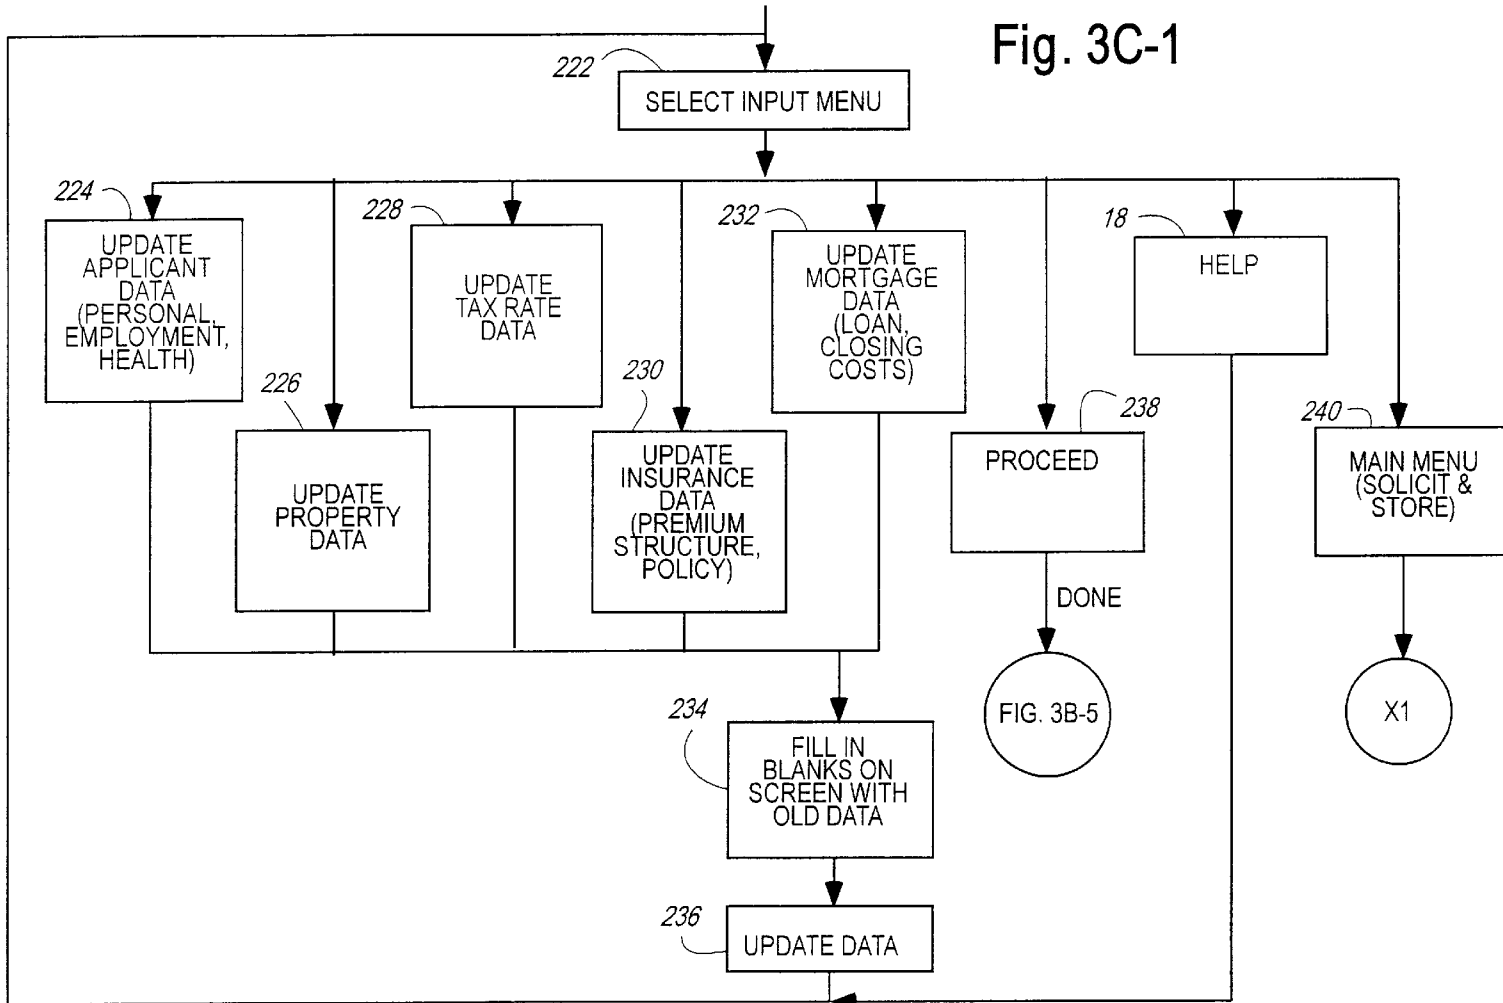 Fig. 3C-1
222
SELECT INPUT MENU
224
UPDATE
APPLICANT
DATA
(PERSONAL,
EMPLOYMENT,
HEALTH)
226
UPDATE
PROPERTY
DATA
228
UPDATE
TAX RATE
DATA
230
UPDATE
INSURANCE
DATA
(PREMIUM
STRUCTURE,
POLICY)
232
UPDATE
MORTGAGE
DATA
(LOAN,
CLOSING
COSTS)
238
PROCEED
DONE
FIG. 3B-5
18
HELP
240
MAIN MENU
(SOLICIT &
STORE)
X1
234
FILL IN
BLANKS ON
SCREEN WITH
OLD DATA
236
UPDATE DATA